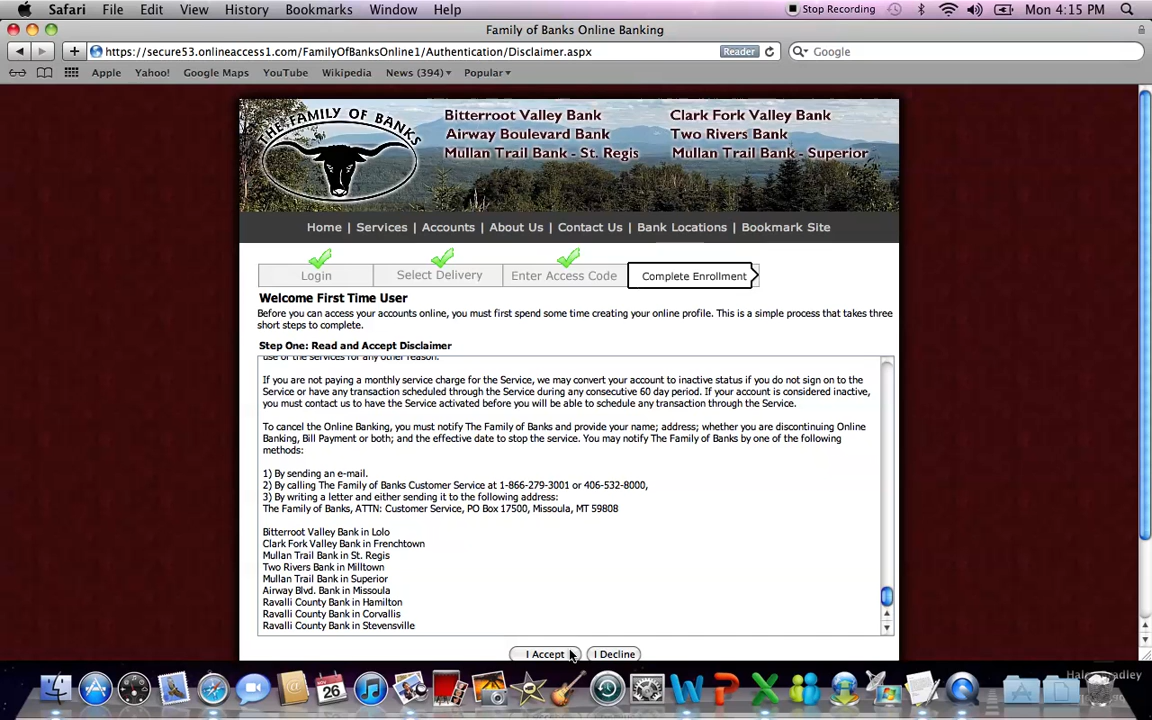 Safari File Edit View History Bookmarks Window Help Stop Recording Mon 4:15 PM
Family of Banks Online Banking
https://secure53.onlineaccess1.com/FamilyOfBanksOnline1/Authentication/Disclaimer.aspx Reader Google
Apple Yahoo! Google Maps YouTube Wikipedia News (394) Popular
THE FAMILY OF BANKS
Bitterroot Valley Bank Clark Fork Valley Bank
Airway Boulevard Bank Two Rivers Bank
Mullan Trail Bank - St. Regis Mullan Trail Bank - Superior
Home | Services | Accounts | About Us | Contact Us | Bank Locations | Bookmark Site
Login Select Delivery Enter Access Code Complete Enrollment
Welcome First Time User
Before you can access your accounts online, you must first spend some time creating your online profile. This is a simple process that takes three
short steps to complete.
Step One: Read and Accept Disclaimer
use of the services for any other reason.
If you are not paying a monthly service charge for the Service, we may convert your account to inactive status if you do not sign on to the
Service or have any transaction scheduled through the Service during any consecutive 60 day period. If your account is considered inactive,
you must contact us to have the Service activated before you will be able to schedule any transaction through the Service.
To cancel the Online Banking, you must notify The Family of Banks and provide your name; address; whether you are discontinuing Online
Banking, Bill Payment or both; and the effective date to stop the service. You may notify The Family of Banks by one of the following
methods:
1) By sending an e-mail.
2) By calling The Family of Banks Customer Service at 1-866-279-3001 or 406-532-8000,
3) By writing a letter and either sending it to the following address:
The Family of Banks, ATTN: Customer Service, PO Box 17500, Missoula, MT 59808
Bitterroot Valley Bank in Lolo
Clark Fork Valley Bank in Frenchtown
Mullan Trail Bank in St. Regis
Two Rivers Bank in Milltown
Mullan Trail Bank in Superior
Airway Blvd. Bank in Missoula
Ravalli County Bank in Hamilton
Ravalli County Bank in Corvallis
Ravalli County Bank in Stevensville
I Accept I Decline
NOV
26